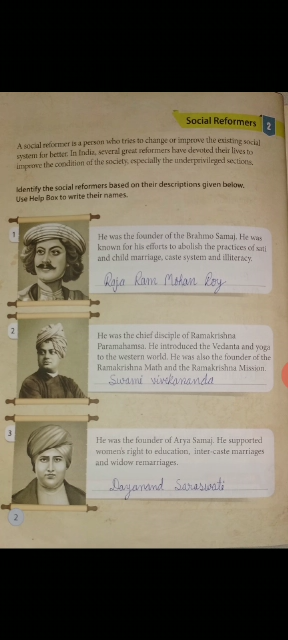 Social Reformers 2
A social reformer is a person who tries to change or improve the existing social
system for better. In India, several great reformers have devoted their lives to
improve the condition of the society, especially the underprivileged sections.
Identify the social reformers based on their descriptions given below.
Use Help Box to write their names.
1
He was the founder of the Brahmo Samaj. He was
known for his efforts to abolish the practices of sati
and child marriage, caste system and illiteracy.
Raja Ram Mohan Roy
2
He was the chief disciple of Ramakrishna
Paramahamsa. He introduced the Vedanta and yoga
to the western world. He was also the founder of the
Ramakrishna Math and the Ramakrishna Mission.
Swami Vivekananda
3
He was the founder of Arya Samaj. He supported
women's right to education, inter-caste marriages
and widow remarriages.
Dayanand Saraswati
2